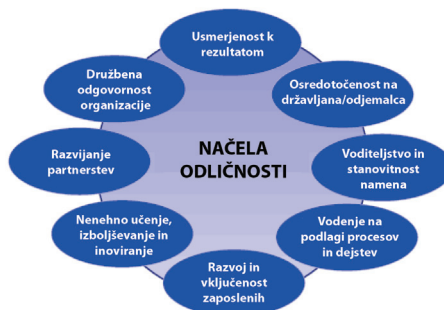 Usmerjenost k
rezultatom
Družbena
odgovornost
organizacije
Osredotočenost na
državljana/odjemalca
NAČELA
ODLIČNOSTI
Razvijanje
partnerstev
Voditeljstvo in
stanovitnost
namena
Nenehno učenje,
izboljševanje in
inoviranje
Vodenje na
podlagi procesov
in dejstev
Razvoj in
vključenost
zaposlenih